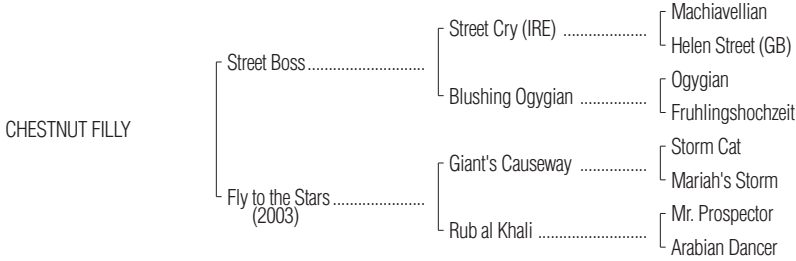 CHESTNUT FILLY
Street Boss..............................
Fly to the Stars........................
(2003)
Street Cry (IRE) .....................
Blushing Ogygian .................
Giant's Causeway .................
Rub al Khali ...........................
Machiavellian
Helen Street (GB)
Ogygian
Fruhlingshochzeit
Storm Cat
Mariah's Storm
Mr. Prospector
Arabian Dancer